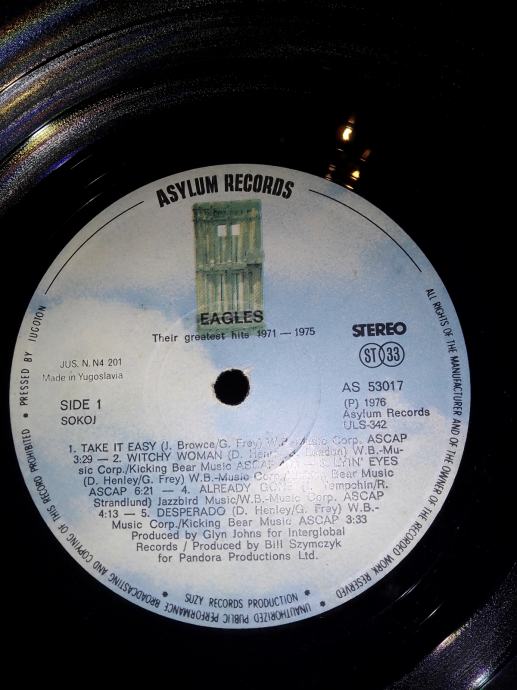 ASYLUM RECORDS
EAGLES
Their greatest hits 1971 — 1975
STEREO
ST 33
JUS. N. N4 201
Made in Yugoslavia
AS 53017
SIDE 1
SOKOJ
(P) 1976
Asylum Records
ULS-342
1. TAKE IT EASY (J. Browce/G. Frey) W.B.-Music Corp. ASCAP
3:29 — 2. WITCHY WOMAN (D. W.B.-Mu-
sic Corp./Kicking Bear Music ASCAP LYIN' EYES
(D. Henley/G. Frey) W.B.-Music Bear Music
ASCAP 6:21 — 4. ALREADY Tempchin/R.
Strandlund) Jazzbird Music/W.B.-Music Corp. ASCAP
4:13 — 5. DESPERADO (D. Henley/G. Frey) W.B.-
Music Corp./Kicking Bear Music ASCAP 3:33
Produced by Glyn Johns for Interglobal
Records / Produced by Bill Szymczyk
for Pandora Productions Ltd.
• SUZY RECORDS PRODUCTION •
• PRESSED BY JUGOTON
ALL RIGHTS OF THE MANUFACTURER AND OF THE OWNER OF THE RECORDED WORK RESERVED
• UNAUTHORIZED PUBLIC PERFORMANCE BROADCASTING AND COPYING OF THIS RECORD PROHIBITED